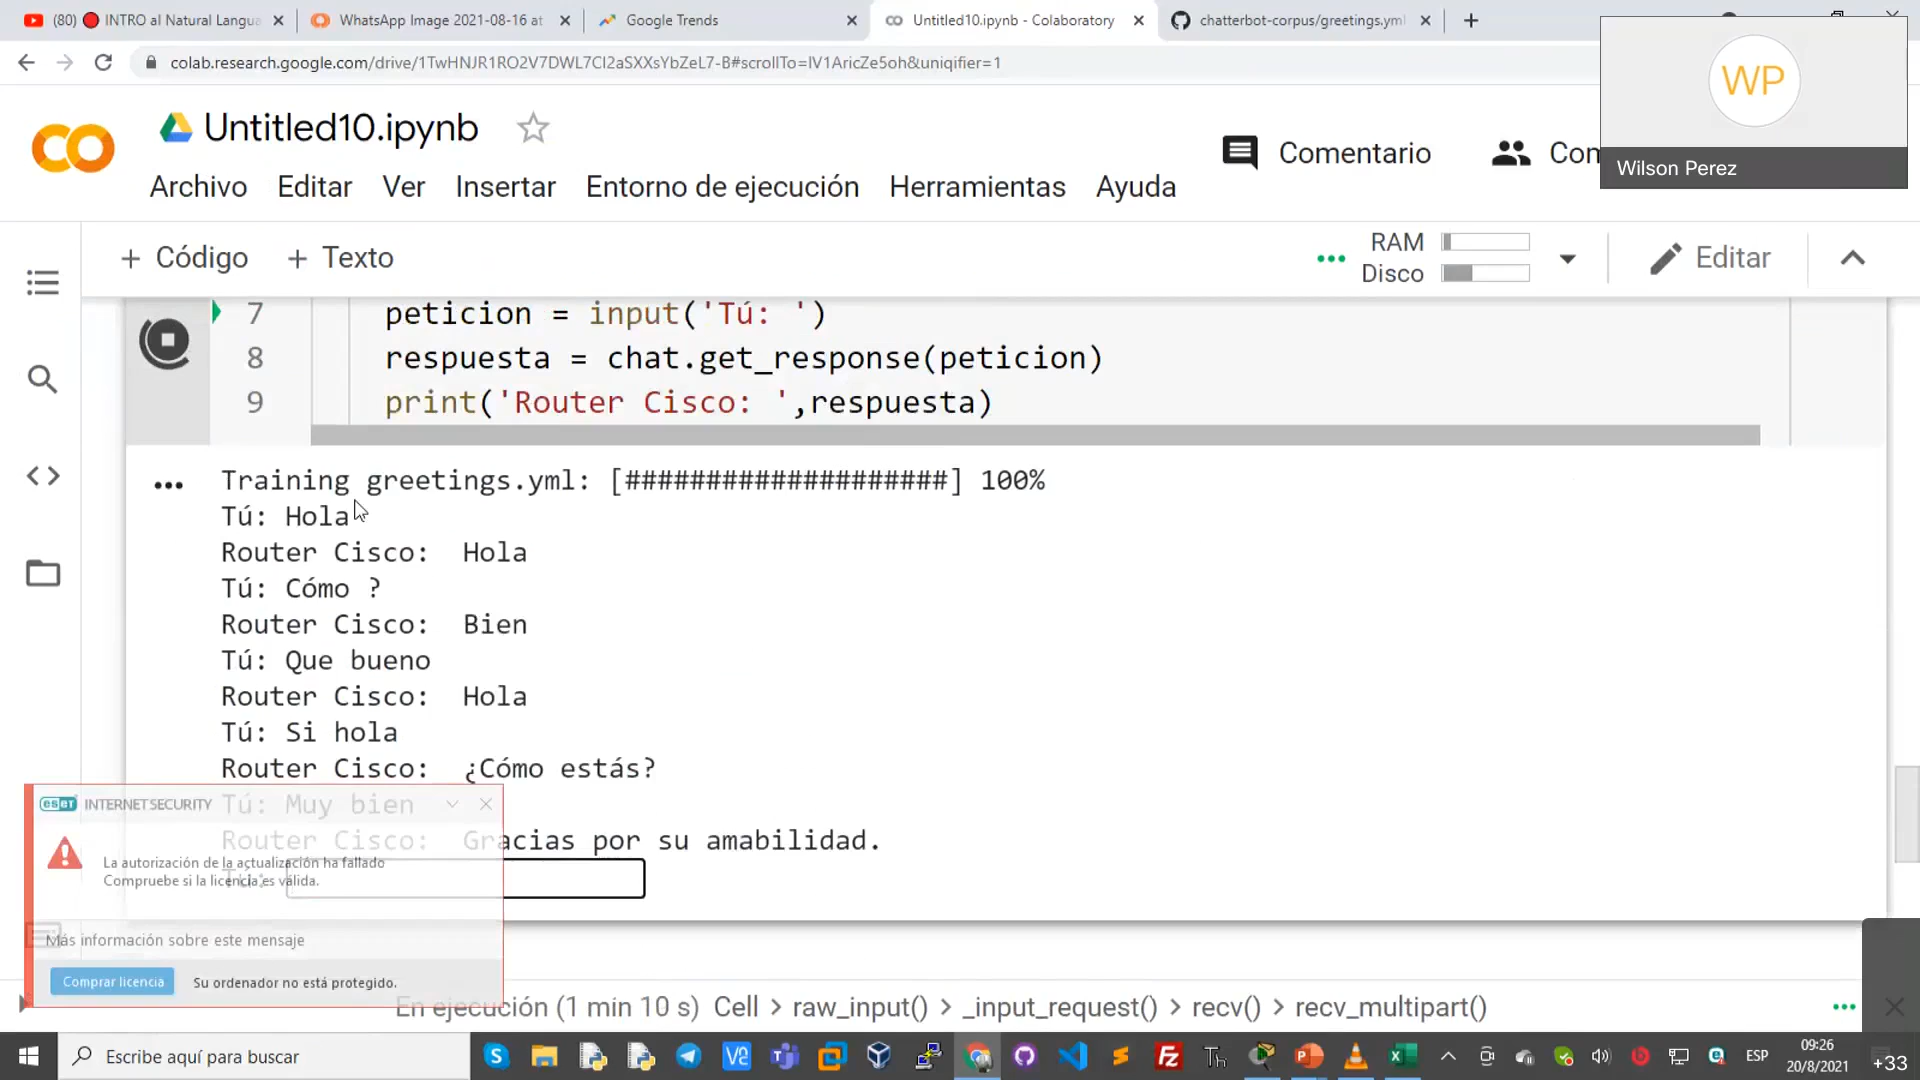 (80) 🔴 INTRO al Natural Langua
WhatsApp Image 2021-08-16 at
Google Trends
Untitled10.ipynb - Colaboratory
chatterbot-corpus/greetings.yml
colab.research.google.com/drive/1TwHNJR1RO2V7DWL7CI2aSXXsYbZeL7-B#scrollTo=IV1AricZe5oh&uniqifier=1
WP
Wilson Perez
Untitled10.ipynb
Comentario
Com
Archivo Editar Ver Insertar Entorno de ejecución Herramientas Ayuda
+ Código + Texto
RAM
Disco
Editar
7 peticion = input('Tú: ')
8 respuesta = chat.get_response(peticion)
9 print('Router Cisco: ',respuesta)
Training greetings.yml: [####################] 100%
Tú: Hola
Router Cisco:  Hola
Tú: Cómo ?
Router Cisco:  Bien
Tú: Que bueno
Router Cisco:  Hola
Tú: Si hola
Router Cisco:  ¿Cómo estás?
Tú: Muy bien
Router Cisco:  Gracias por su amabilidad.
Tú:
eset INTERNET SECURITY
La autorización de la actualización ha fallado
Compruebe si la licencia es válida.
Más información sobre este mensaje
Comprar licencia
Su ordenador no está protegido.
En ejecución (1 min 10 s) Cell > raw_input() > _input_request() > recv() > recv_multipart()
Escribe aquí para buscar
ESP
09:26
20/8/2021
+33